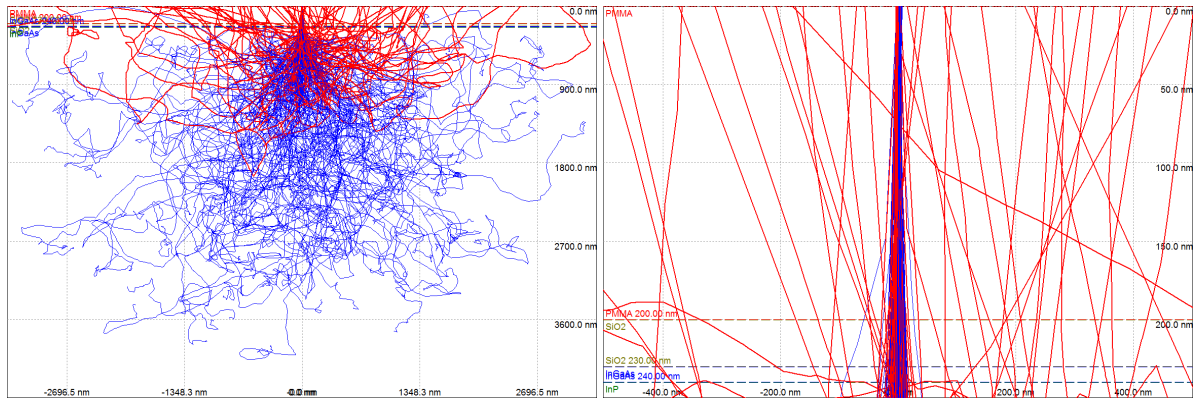 PMMA
0.0 nm
InGaAs
900.0 nm
1800.0 nm
2700.0 nm
3600.0 nm
-2696.5 nm
-1348.3 nm
1348.3 nm
2696.5 nm
PMMA
0.0 nm
50.0 nm
100.0 nm
150.0 nm
PMMA 200.00 nm
200.0 nm
SiO2
SiO2 230.00 nm
InGaAs
InGaAs 240.00 nm
InP
-400.0 nm
-200.0 nm
200.0 nm
400.0 nm